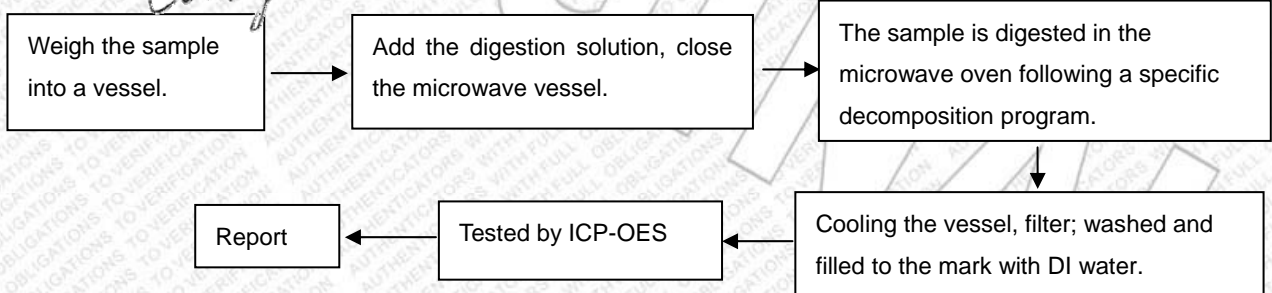 Weigh the sample
into a vessel.
Add the digestion solution, close
the microwave vessel.
The sample is digested in the
microwave oven following a specific
decomposition program.
Cooling the vessel, filter; washed and
filled to the mark with DI water.
Tested by ICP-OES
Report